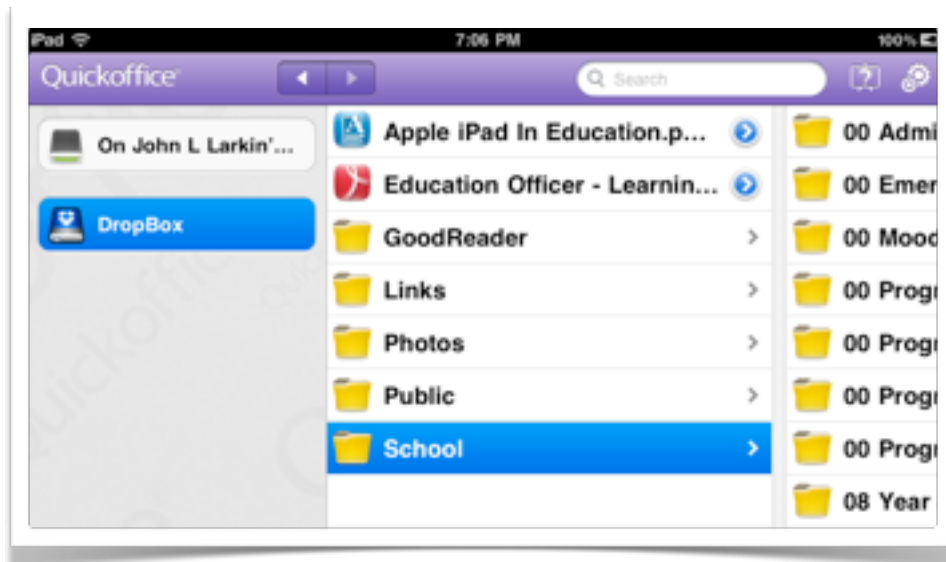 iPad 7:06 PM 100%
Quickoffice Search
On John L Larkin'...
DropBox
Apple iPad In Education.p...
Education Officer - Learnin...
GoodReader
Links
Photos
Public
School
00 Admi
00 Emer
00 Mood
00 Progr
00 Progr
00 Progr
00 Progr
08 Year
Quickoffice